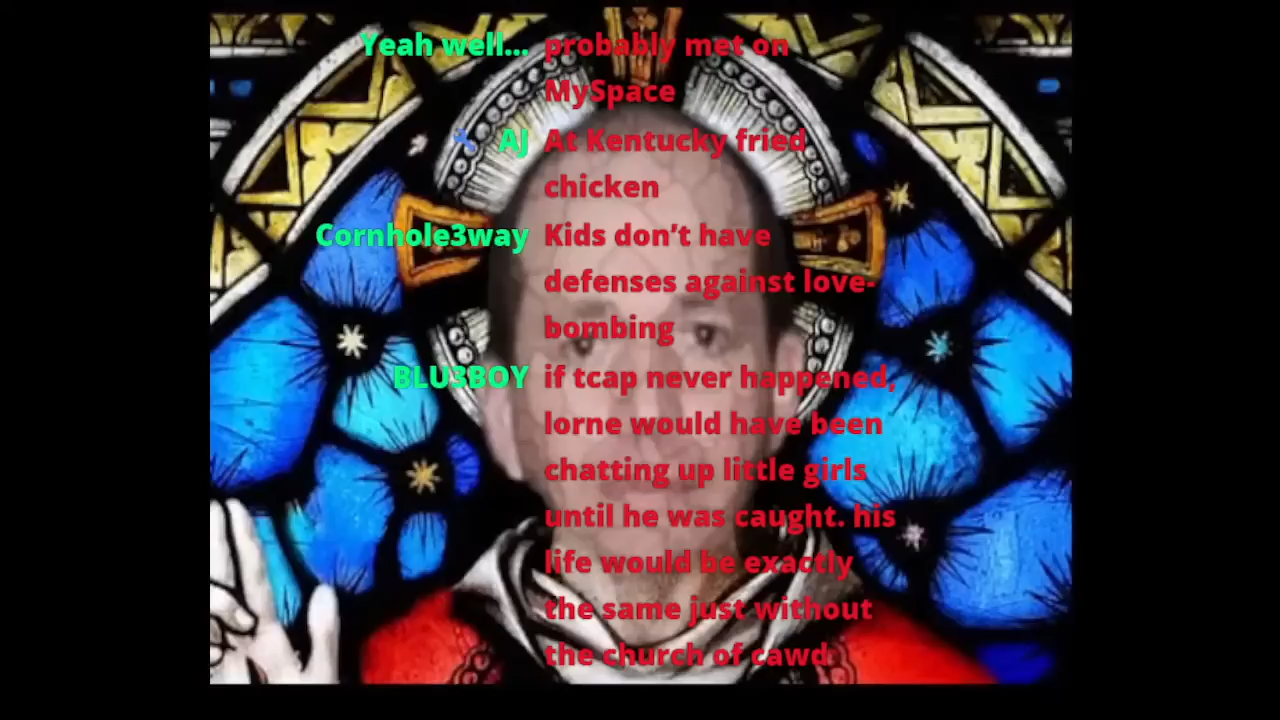 Yeah well... probably met on
MySpace
AJ At Kentucky fried
chicken
Cornhole3way Kids don’t have
defenses against love-
bombing
BLU3BOY if tcap never happened,
lorne would have been
chatting up little girls
until he was caught. his
life would be exactly
the same just without
the church of cawd